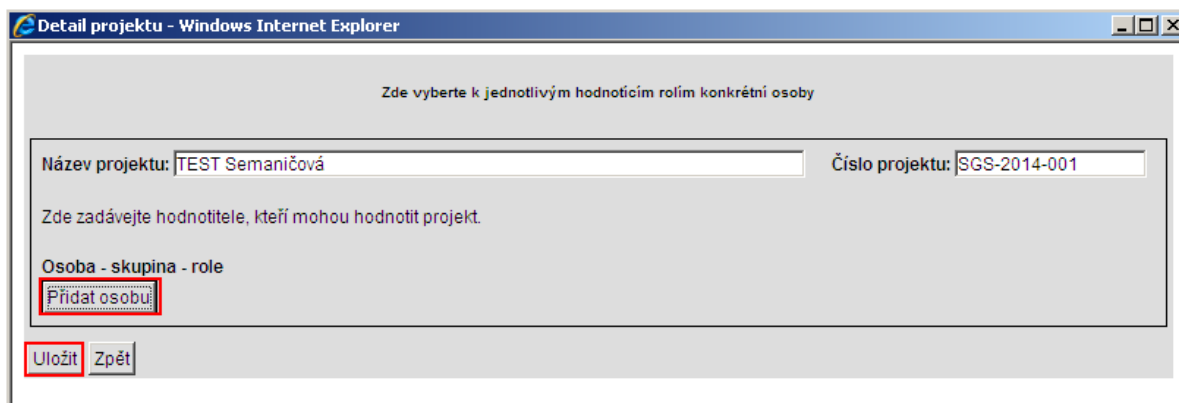 Detail projektu - Windows Internet Explorer
Zde vyberte k jednotlivým hodnotícím rolím konkrétní osoby
Název projektu: TEST Semaničová Číslo projektu: SGS-2014-001
Zde zadávejte hodnotitele, kteří mohou hodnotit projekt.
Osoba - skupina - role
Přidat osobu
Uložit Zpět